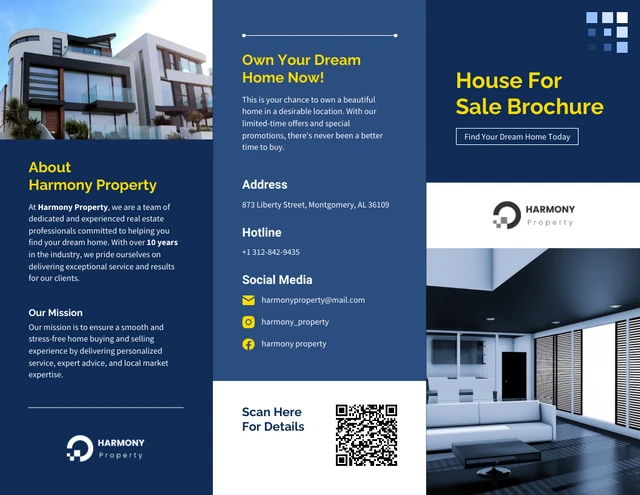 About
Harmony Property
At Harmony Property, we are a team of
dedicated and experienced real estate
professionals committed to helping you
find your dream home. With over 10 years
in the industry, we pride ourselves on
delivering exceptional service and results
for our clients.
Our Mission
Our mission is to ensure a smooth and
stress-free home buying and selling
experience by delivering personalized
service, expert advice, and local market
expertise.
HARMONY
Property
Own Your Dream
Home Now!
This is your chance to own a beautiful
home in a desirable location. With our
limited-time offers and special
promotions, there's never been a better
time to buy.
Address
873 Liberty Street, Montgomery, AL 36109
Hotline
+1 312-842-9435
Social Media
harmonyproperty@mail.com
harmony_property
harmony property
Scan Here
For Details
House For
Sale Brochure
Find Your Dream Home Today
HARMONY
Property